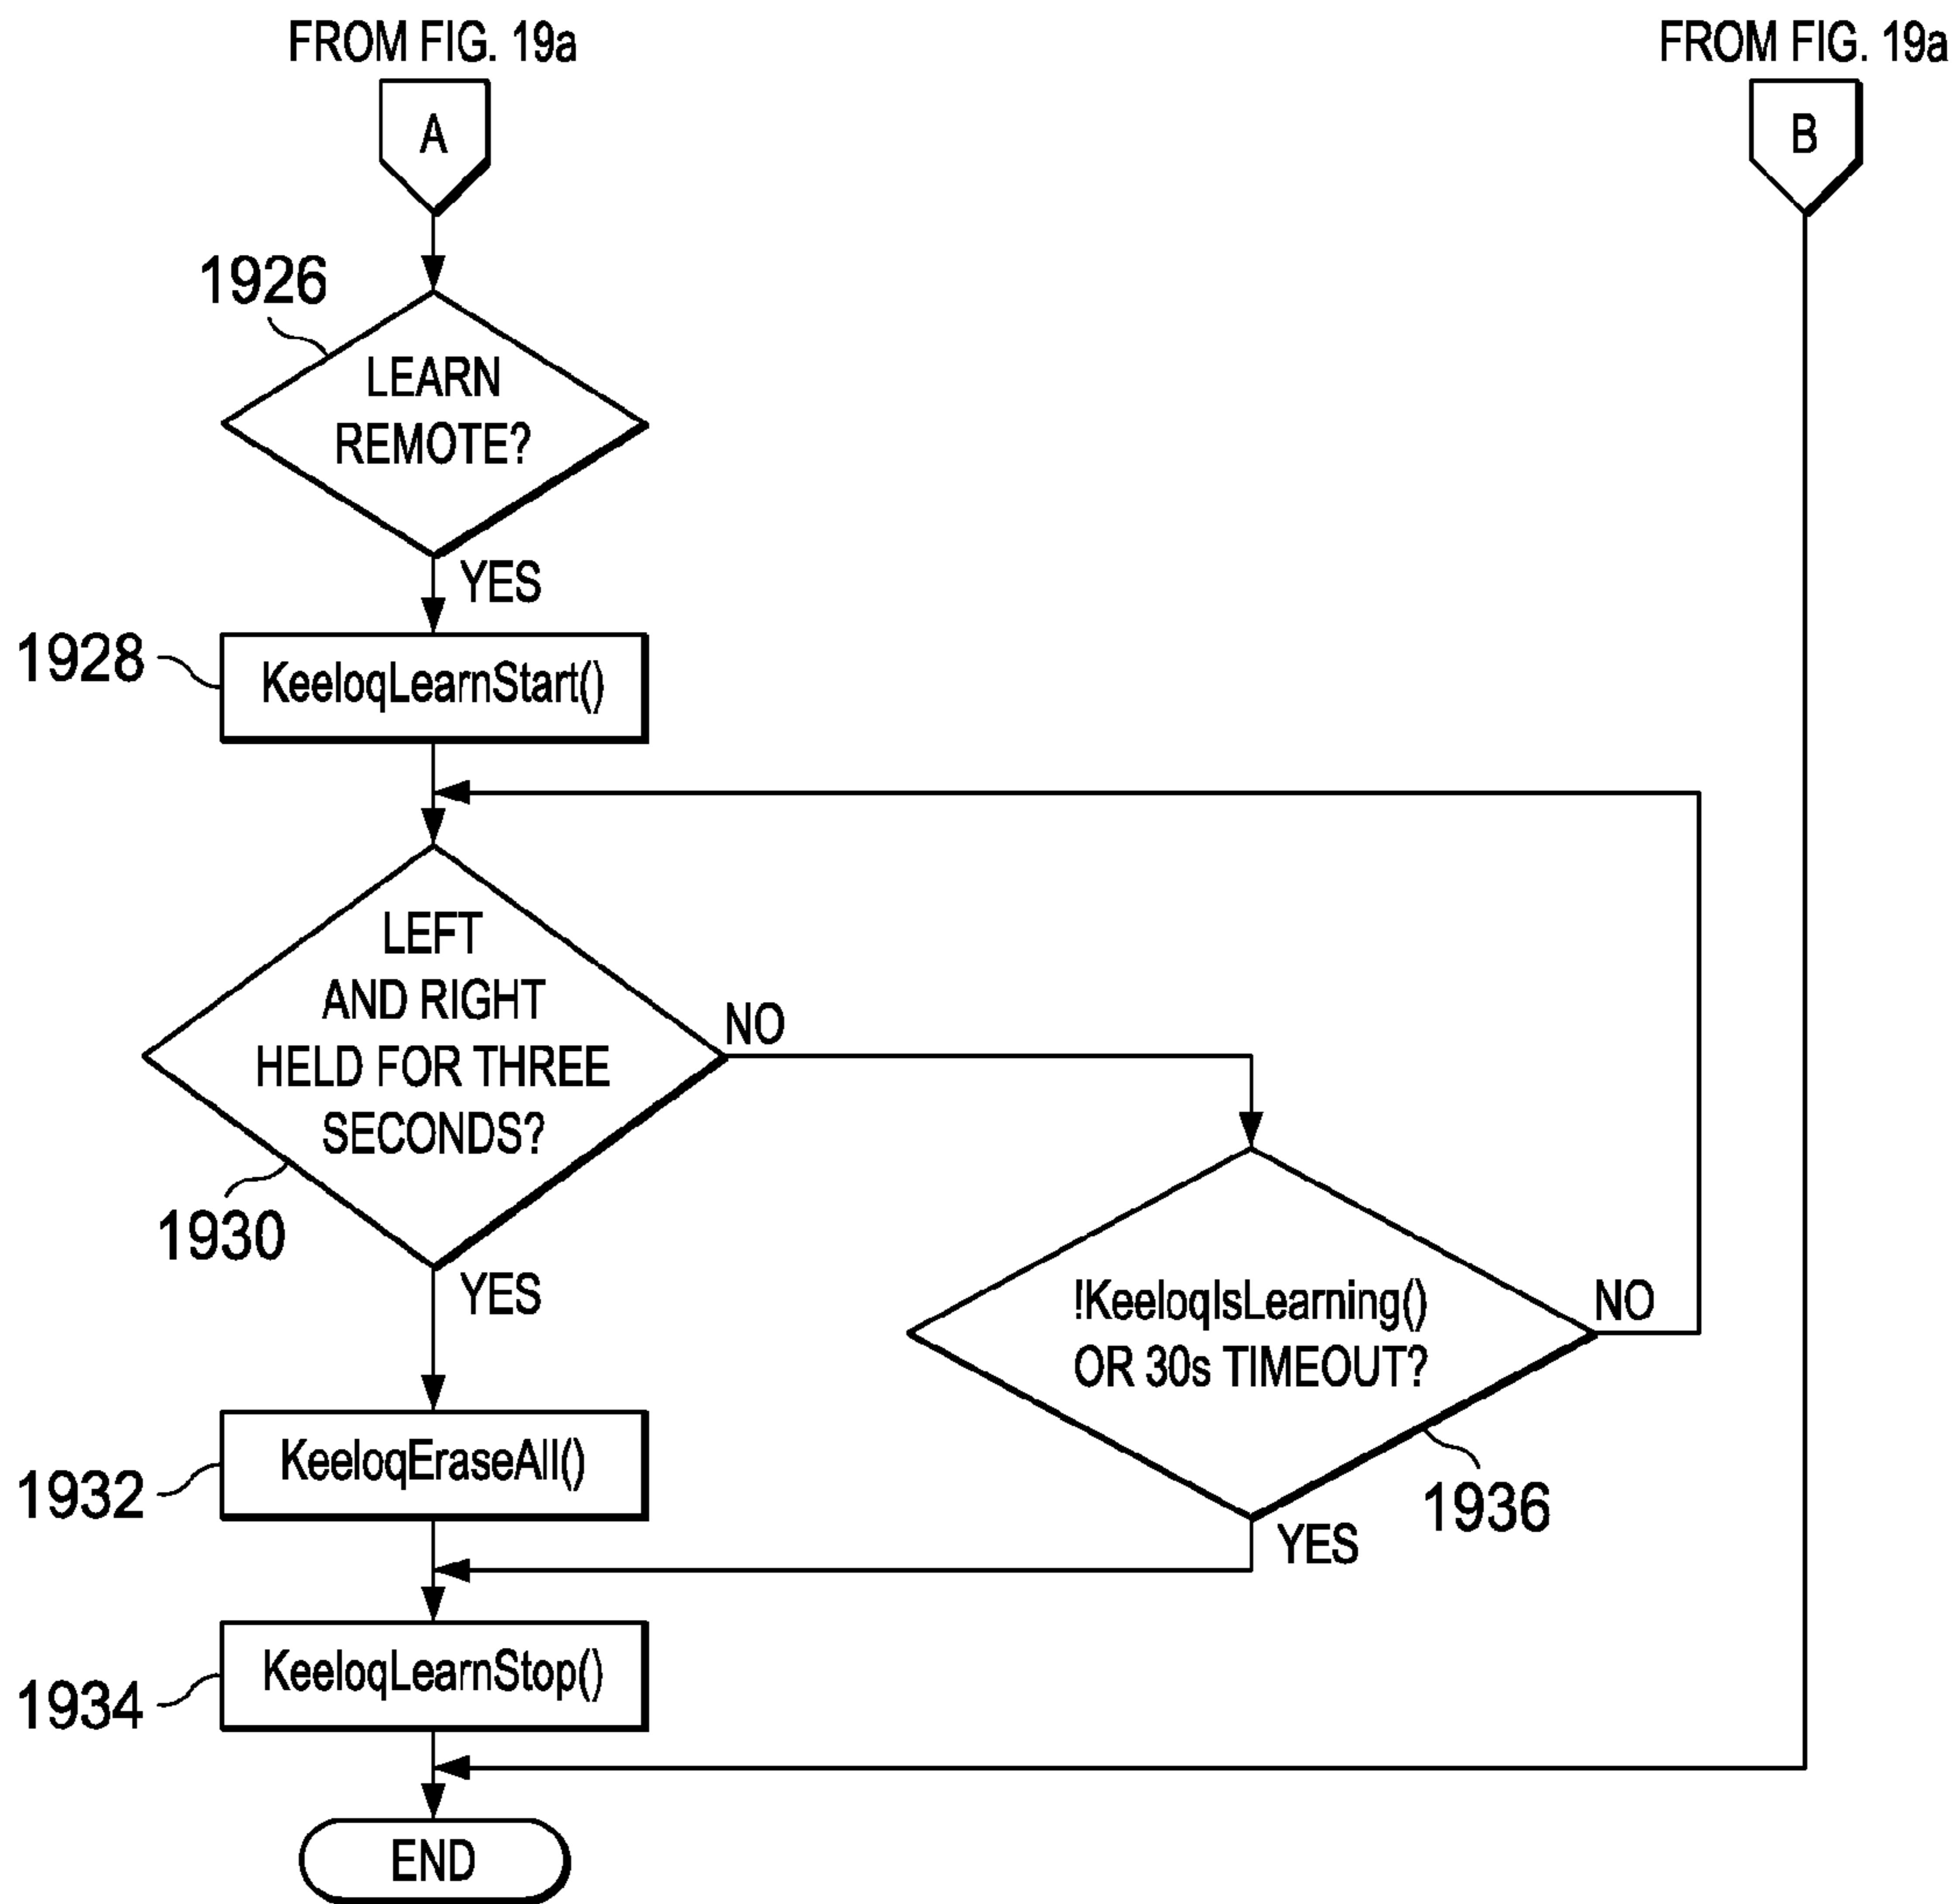 FROM FIG. 19a
FROM FIG. 19a
A
B
1926
LEARN
REMOTE?
YES
1928
KeeloqLearnStart()
LEFT
AND RIGHT
HELD FOR THREE
SECONDS?
NO
1930
YES
!KeeloqIsLearning()
OR 30s TIMEOUT?
NO
1936
YES
1932
KeeloqEraseAll()
1934
KeeloqLearnStop()
END